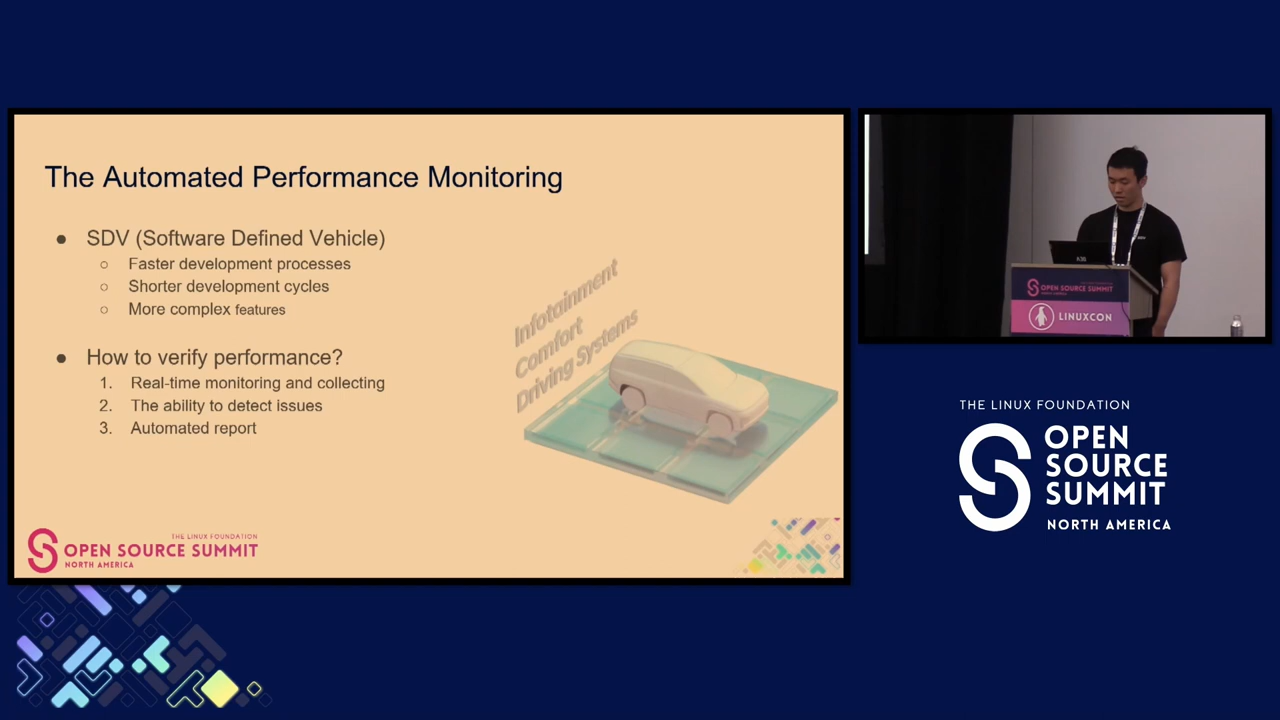 The Automated Performance Monitoring
● SDV (Software Defined Vehicle)
○ Faster development processes
○ Shorter development cycles
○ More complex features
● How to verify performance?
1. Real-time monitoring and collecting
2. The ability to detect issues
3. Automated report
Infotainment
Comfort
Driving Systems
THE LINUX FOUNDATION
OPEN SOURCE SUMMIT
NORTH AMERICA
OPEN SOURCE SUMMIT
NORTH AMERICA
LINUXCON
THE LINUX FOUNDATION
OPEN
SOURCE
SUMMIT
NORTH AMERICA